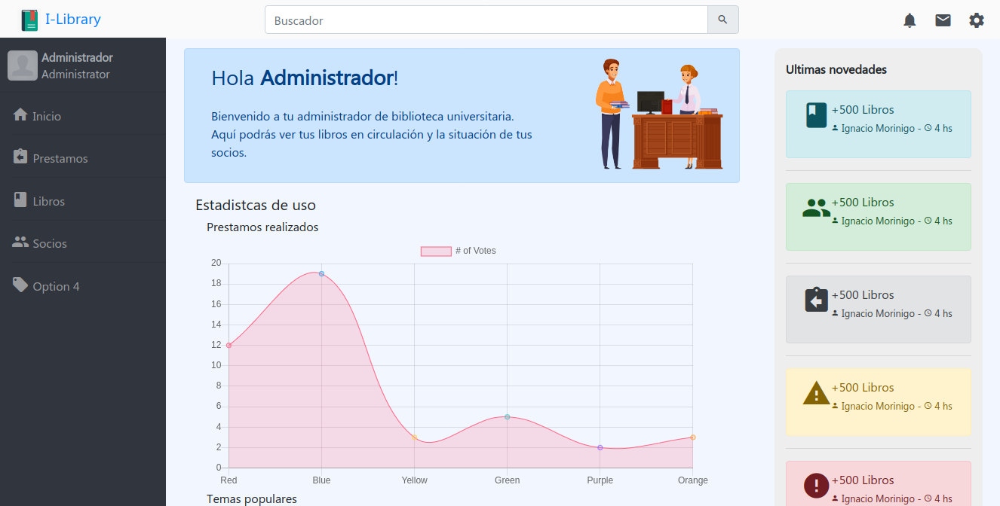 I-Library
Buscador
Administrador
Administrator
Inicio
Prestamos
Libros
Socios
Option 4
Hola Administrador!
Bienvenido a tu administrador de biblioteca universitaria.
Aquí podrás ver tus libros en circulación y la situación de tus
socios.
Estadistcas de uso
Prestamos realizados
# of Votes
20
18
16
14
12
10
8
6
4
2
0
Red Blue Yellow Green Purple Orange
Temas populares
Ultimas novedades
+500 Libros
Ignacio Morinigo - 4 hs
+500 Libros
Ignacio Morinigo - 4 hs
+500 Libros
Ignacio Morinigo - 4 hs
+500 Libros
Ignacio Morinigo - 4 hs
+500 Libros
Ignacio Morinigo - 4 hs